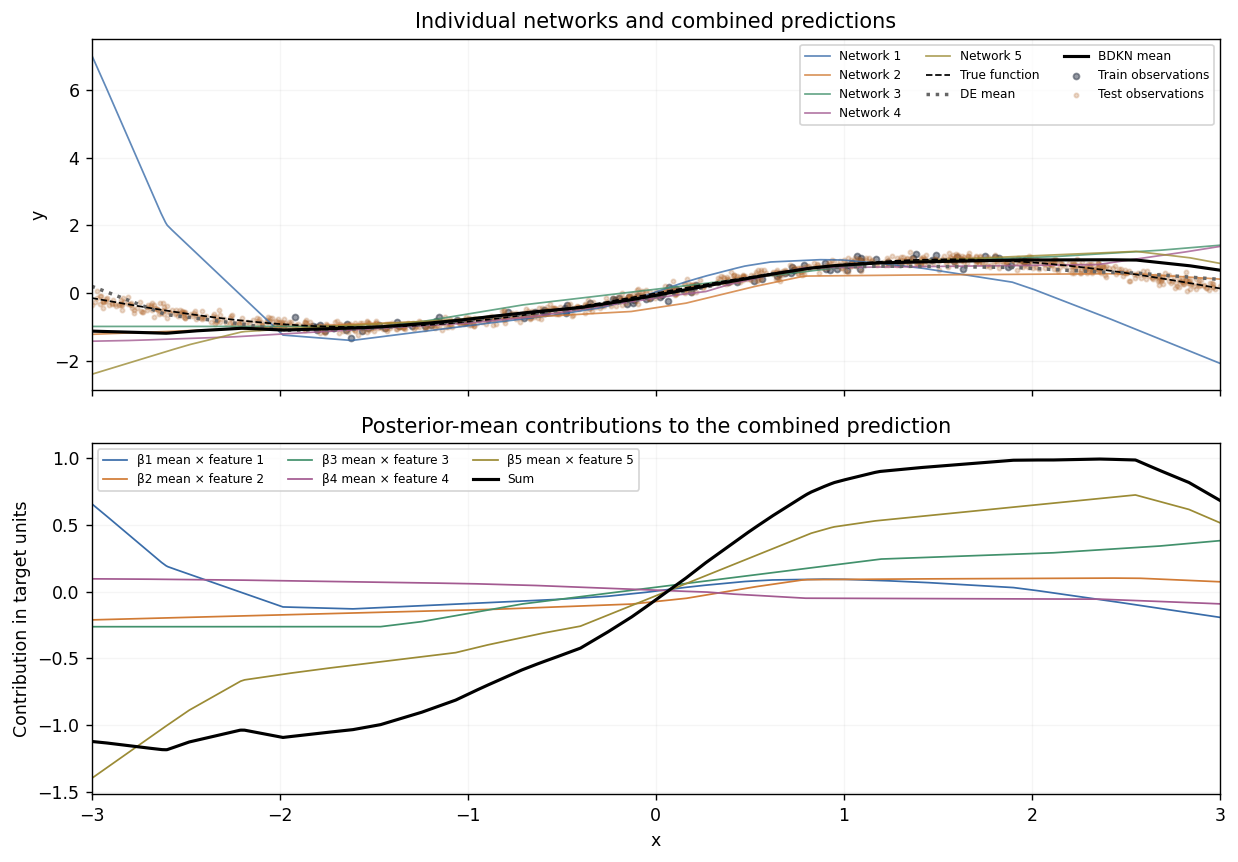 Individual networks and combined predictions
Network 1
Network 2
Network 3
Network 4
Network 5
True function
DE mean
BDKN mean
Train observations
Test observations
6
4
2
0
−2
y
Posterior-mean contributions to the combined prediction
β1 mean × feature 1
β2 mean × feature 2
β3 mean × feature 3
β4 mean × feature 4
β5 mean × feature 5
Sum
1.0
0.5
0.0
−0.5
−1.0
−1.5
Contribution in target units
−3
−2
−1
0
1
2
3
x